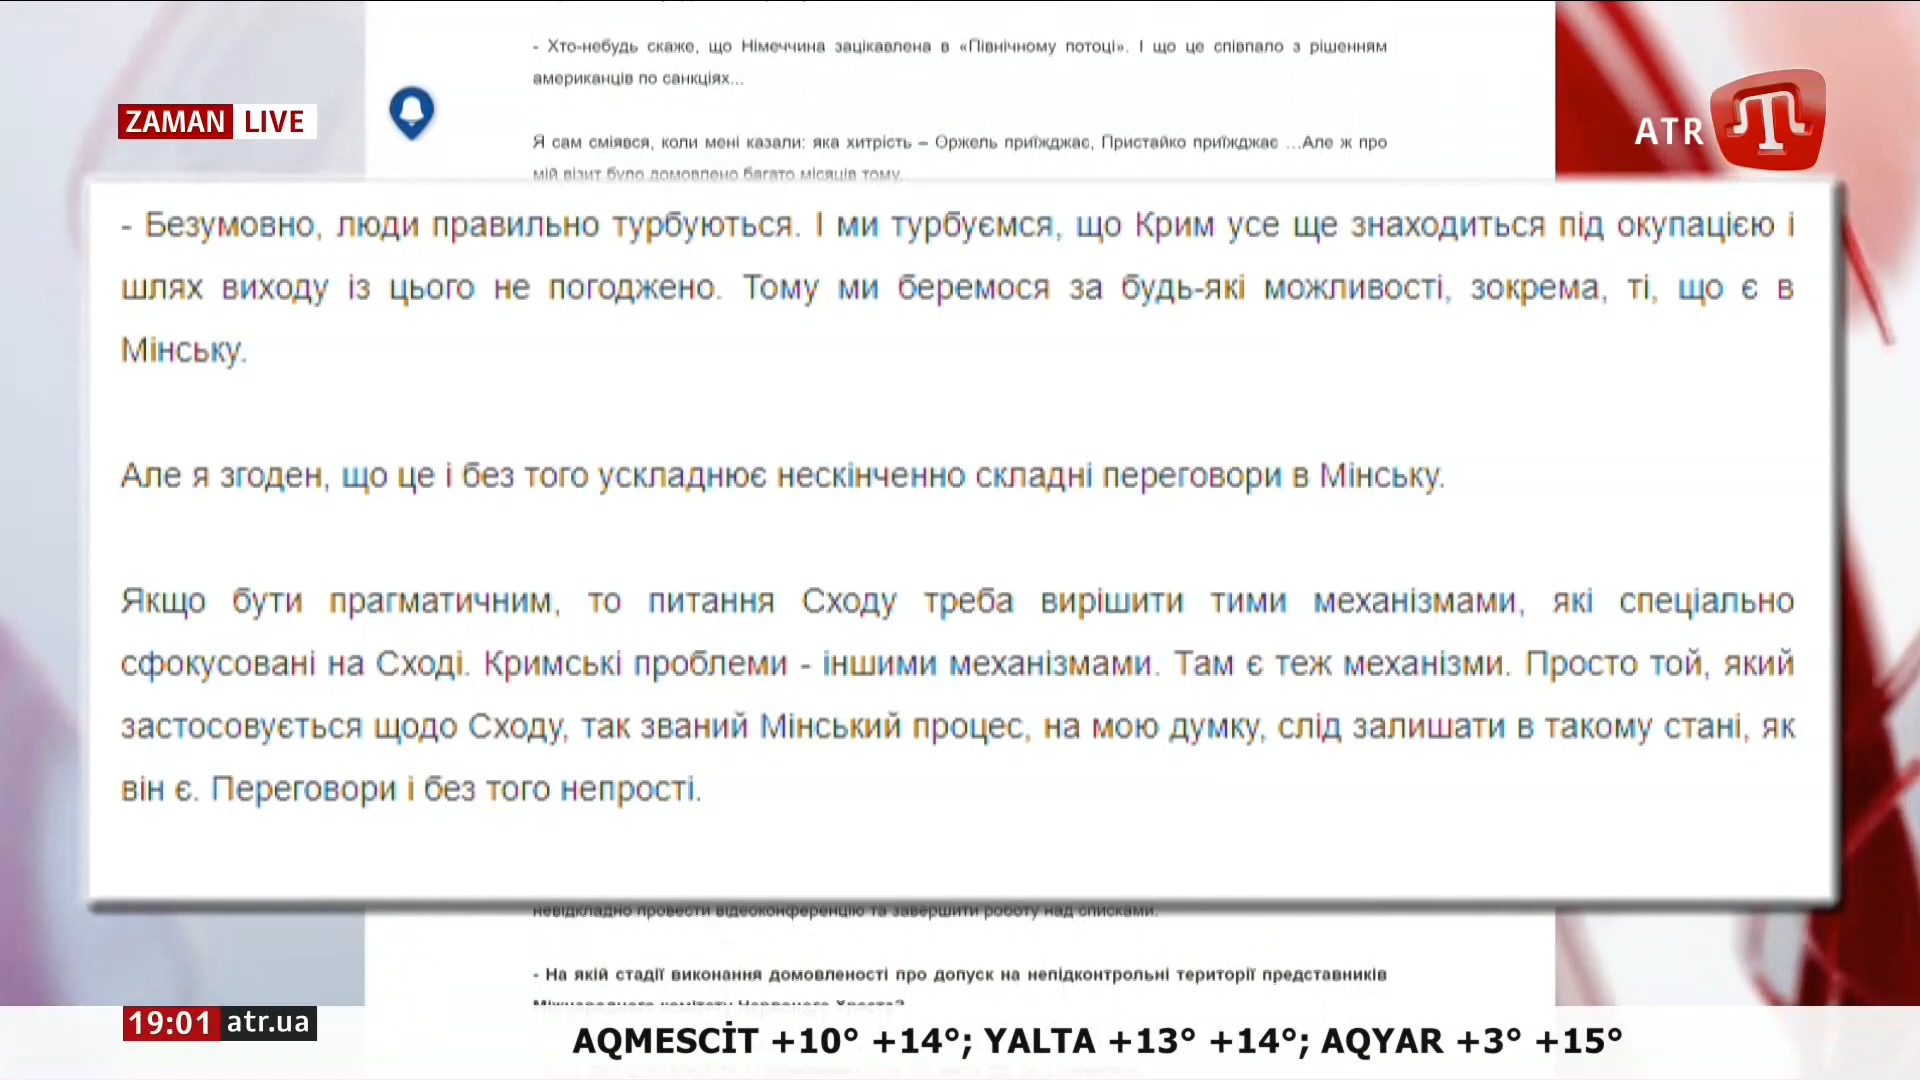 - Хто-небудь скаже, що Німеччина зацікавлена в «Північному потоці». І що це співпало з рішенням
американців по санкціях...
ZAMAN LIVE
ATR
Я сам сміявся, коли мені казали: яка хитрість – Оржель приїжджає, Пристайко приїжджає ...Але ж про
мій візит було домовлено багато місяців тому.
- Безумовно, люди правильно турбуються. І ми турбуємся, що Крим усе ще знаходиться під окупацією і
шлях виходу із цього не погоджено. Тому ми беремося за будь-які можливості, зокрема, ті, що є в
Мінську.
Але я згоден, що це і без того ускладнює нескінченно складні переговори в Мінську.
Якщо бути прагматичним, то питання Сходу треба вирішити тими механізмами, які спеціально
сфокусовані на Сході. Кримські проблеми - іншими механізмами. Там є теж механізми. Просто той, який
застосовується щодо Сходу, так званий Мінський процес, на мою думку, слід залишати в такому стані, як
він є. Переговори і без того непрості.
невідкладно провести відеоконференцію та завершити роботу над списками.
- На якій стадії виконання домовленості про допуск на непідконтрольні території представників
Міжнародного комітету Червоного Хреста?
19:01 atr.ua
AQMESCİT +10° +14°; YALTA +13° +14°; AQYAR +3° +15°